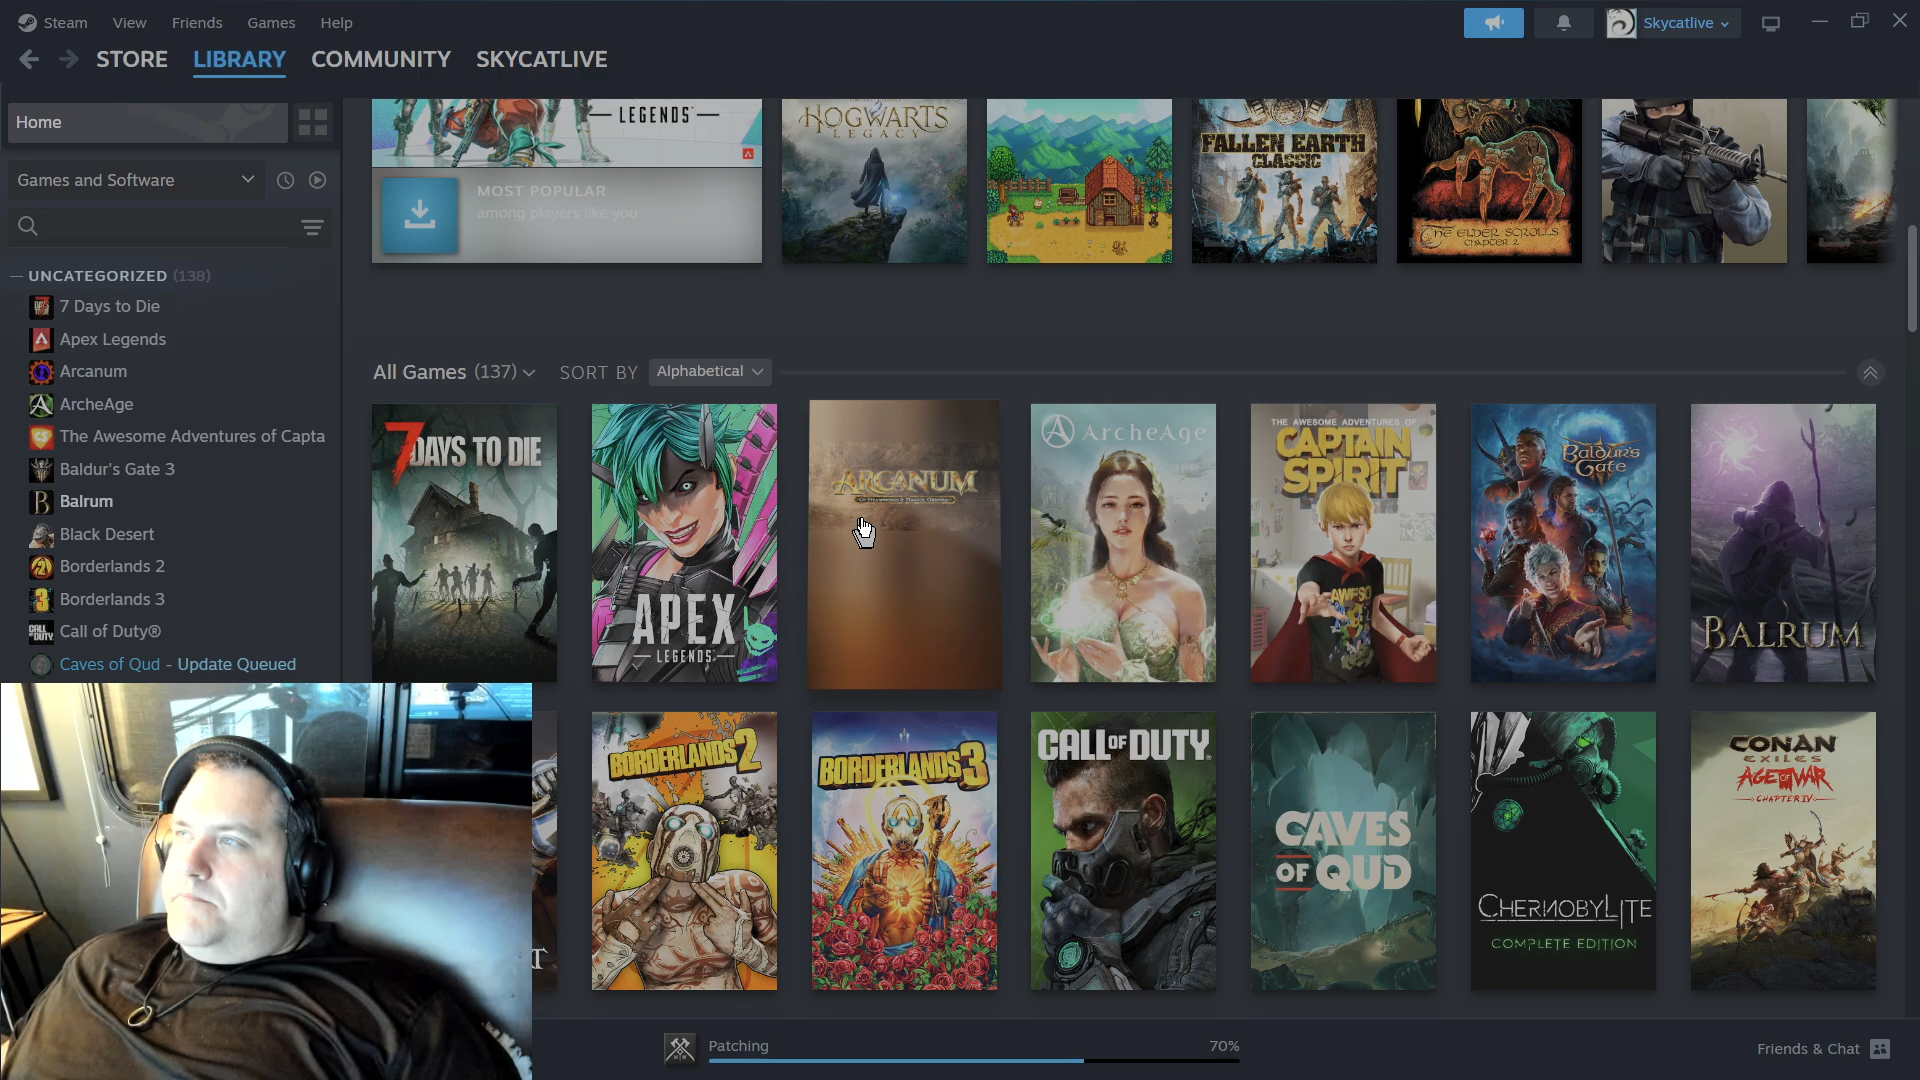 Steam View Friends Games Help
Skycatlive
STORE LIBRARY COMMUNITY SKYCATLIVE
Home
Games and Software
UNCATEGORIZED (138)
7 Days to Die
Apex Legends
Arcanum
ArcheAge
The Awesome Adventures of Capta
Baldur's Gate 3
Balrum
Black Desert
Borderlands 2
Borderlands 3
Call of Duty®
Caves of Qud - Update Queued
LEGENDS
MOST POPULAR
among players like you
HOGWARTS
LEGACY
FALLEN EARTH
CLASSIC
THE ELDER SCROLLS
CHAPTER 2
All Games (137) SORT BY Alphabetical
7 DAYS TO DIE
APEX
LEGENDS
ARCANUM
ArcheAge
THE AWESOME ADVENTURES OF
CAPTAIN
SPIRIT
AWESO
Baldur's
Gate
BALRUM
BORDERLANDS 2
BORDERLANDS 3
CALL OF DUTY
CAVES
OF QUD
CHERNOBYLITE
COMPLETE EDITION
CONAN
EXILES
AGE OF WAR
CHAPTER IV
Patching 70%
Friends & Chat